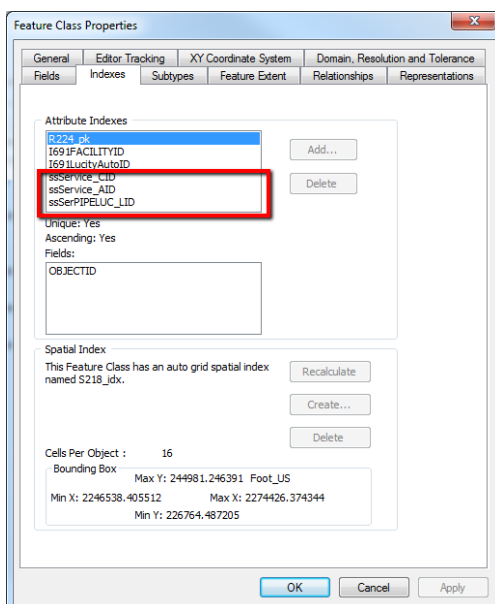 Feature Class Properties
General Editor Tracking XY Coordinate System Domain, Resolution and Tolerance
Fields Indexes Subtypes Feature Extent Relationships Representations
Attribute Indexes
R224_pk
I691FACILITYID
I691LucityAutoID
ssService_CID
ssService_AID
ssSerPIPELUC_LID
Add...
Delete
Unique: Yes
Ascending: Yes
Fields:
OBJECTID
Spatial Index
This Feature Class has an auto grid spatial index
named S218_idx.
Recalculate
Create...
Delete
Cells Per Object : 16
Bounding Box
Max Y: 244981.246391 Foot_US
Min X: 2246538.405512 Max X: 2274426.374344
Min Y: 226764.487205
OK Cancel Apply